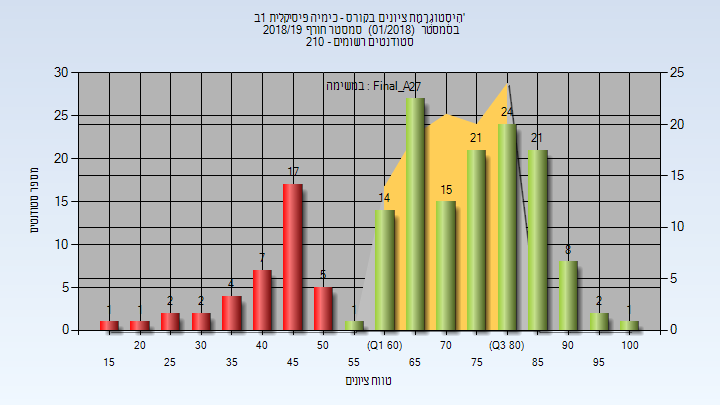 היסטוגרמת ציונים בקורס - כימיה פיסיקלית 1ב'
בסמסטר (01/2018) סמסטר חורף 2018/19
210 - סטודנטים רשומים
במשימה : Final_A
30 25 20 15 10 5 0
מספר סטודנטים
25 20 15 10 5 0
1 1 2 2 4 7 17 5 1 14 27 15 21 24 21 8 2 1
20 30 40 50 (Q1 60) 70 (Q3 80) 90 100
15 25 35 45 55 65 75 85 95
טווח ציונים